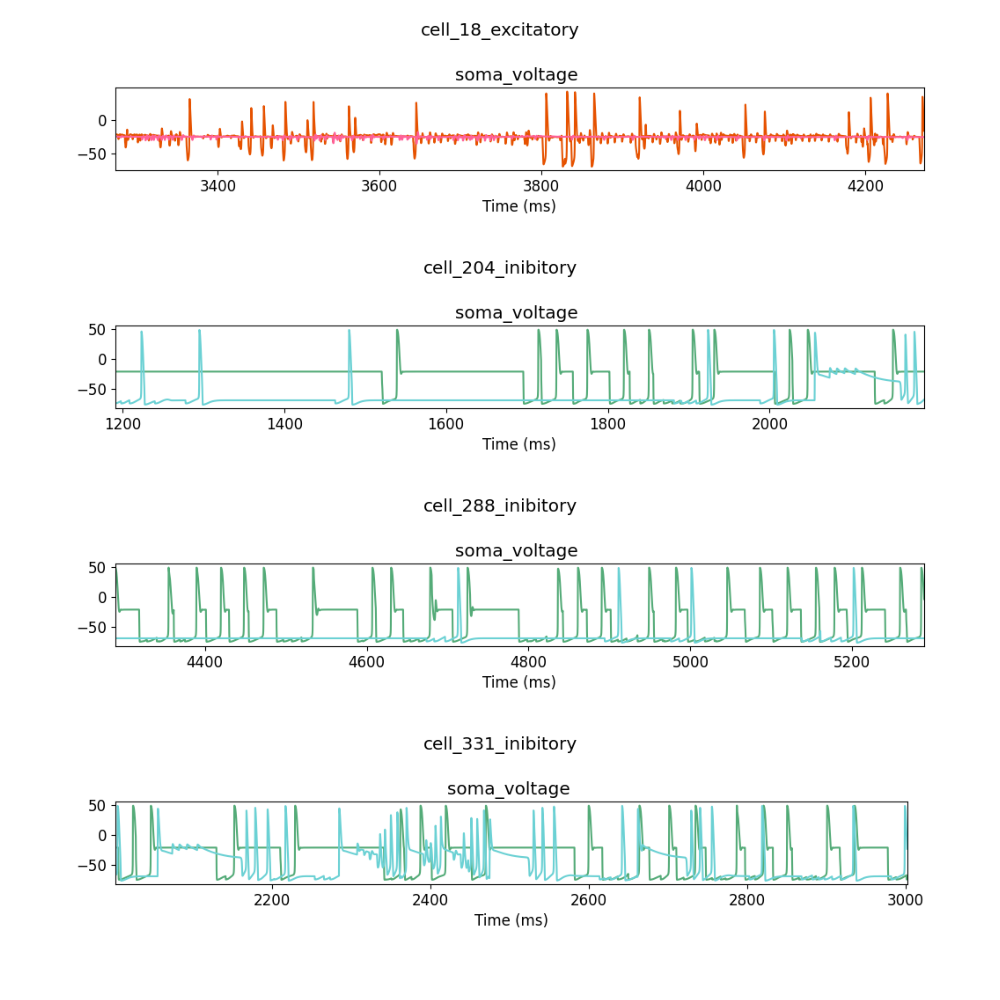 cell_18_excitatory
soma_voltage
0
−50
3400 3600 3800 4000 4200
Time (ms)
cell_204_inibitory
soma_voltage
50
0
−50
1200 1400 1600 1800 2000
Time (ms)
cell_288_inibitory
soma_voltage
50
0
−50
4400 4600 4800 5000 5200
Time (ms)
cell_331_inibitory
soma_voltage
50
0
−50
2200 2400 2600 2800 3000
Time (ms)